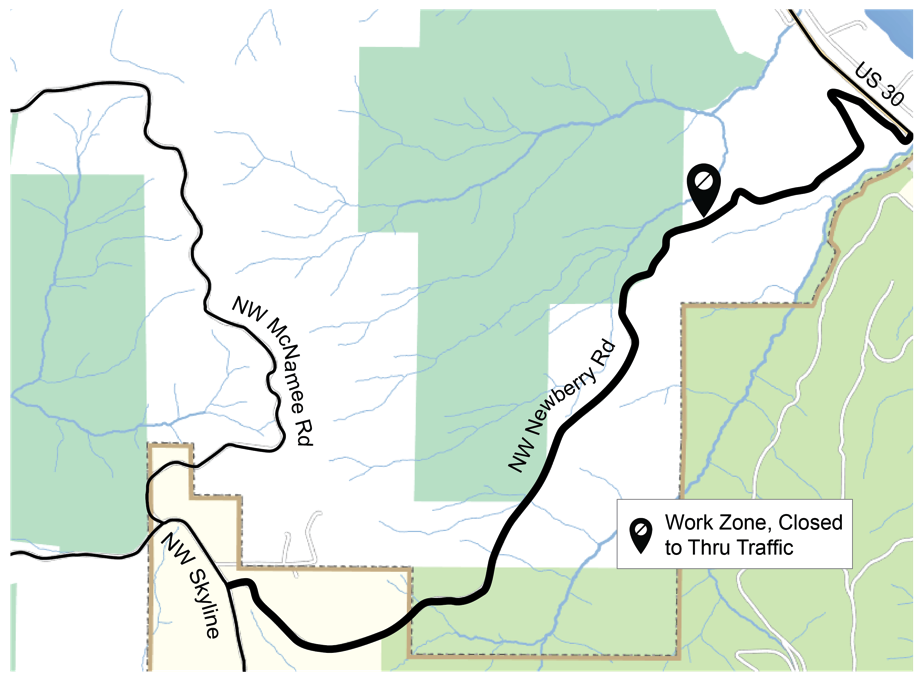 US 30
NW McNamee Rd
NW Newberry Rd
NW Skyline
Work Zone, Closed
to Thru Traffic